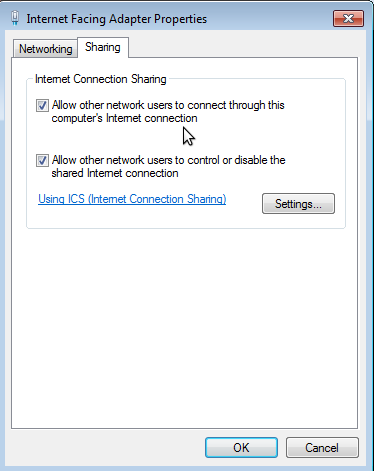 Internet Facing Adapter Properties
Networking
Sharing
Internet Connection Sharing
Allow other network users to connect through this
computer's Internet connection
Allow other network users to control or disable the
shared Internet connection
Using ICS (Internet Connection Sharing)
Settings...
OK
Cancel